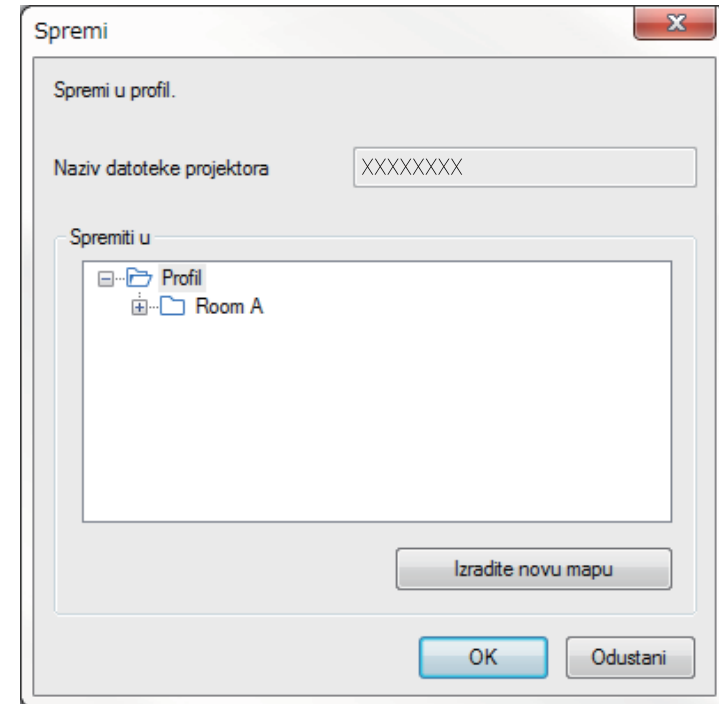 Spremi
Spremi u profil.
Naziv datoteke projektora XXXXXXXX
Spremiti u
Profil
Room A
Izradite novu mapu
OK Odustani